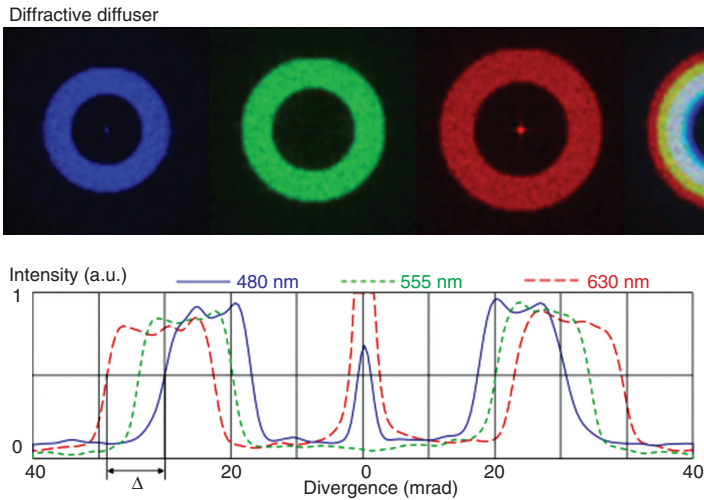 Diffractive diffuser
Intensity (a.u.)
480 nm
555 nm
630 nm
1
0
40
20
0
20
40
Δ
Divergence (mrad)